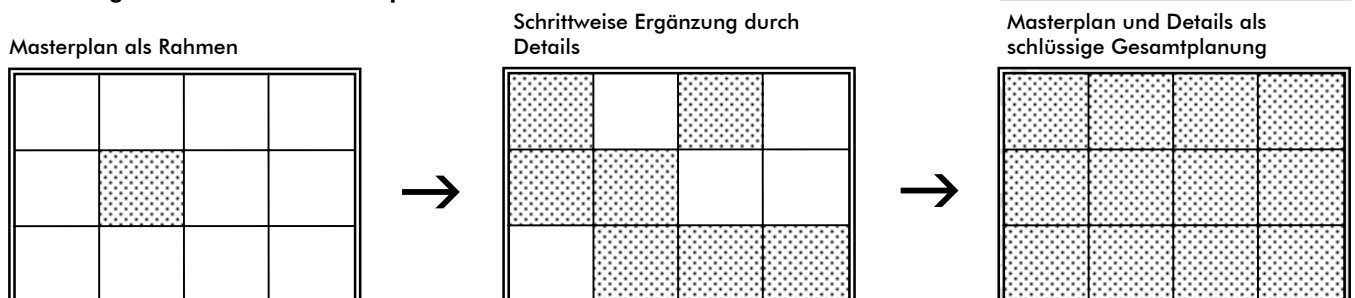 Masterplan als Rahmen
Schrittweise Ergänzung durch
Details
Masterplan und Details als
schlüssige Gesamtplanung